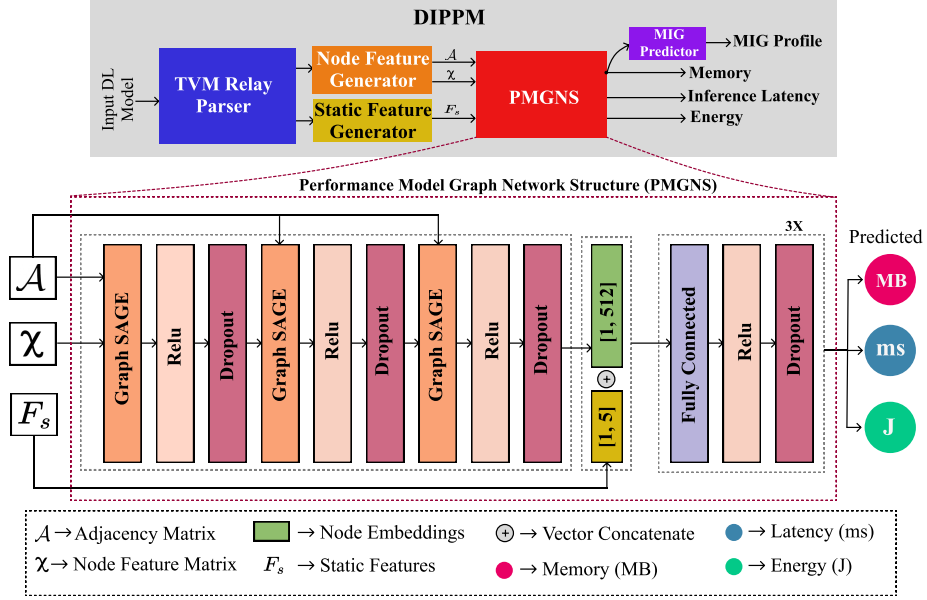 DIPPM
Input DL
Model
TVM Relay
Parser
Node Feature
Generator
Static Feature
Generator
𝒜
χ
Fₛ
PMGNS
MIG
Predictor
MIG Profile
Memory
Inference Latency
Energy
Performance Model Graph Network Structure (PMGNS)
𝒜
χ
Fₛ
Graph SAGE
Relu
Dropout
Graph SAGE
Relu
Dropout
Graph SAGE
Relu
Dropout
[1, 512]
+
[1, 5]
3X
Fully Connected
Relu
Dropout
Predicted
MB
ms
J
𝒜→Adjacency Matrix
→Node Embeddings
+→Vector Concatenate
→Latency (ms)
χ→Node Feature Matrix
Fₛ →Static Features
→Memory (MB)
→Energy (J)